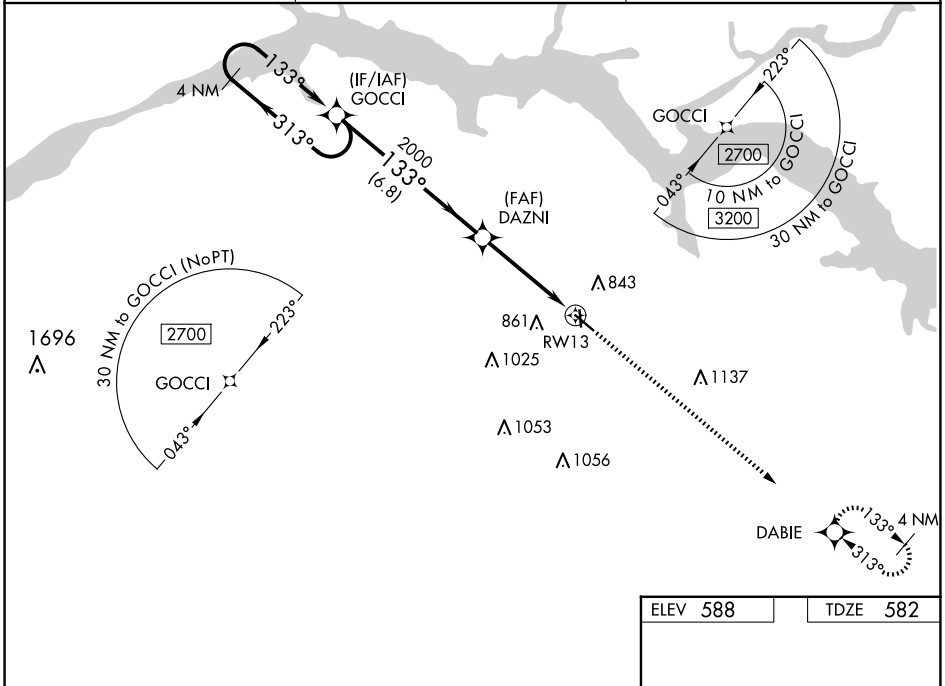 133°
4 NM
313°
(IF/IAF)
GOCCI
2000
133°
(6.8)
(FAF)
DAZNI
GOCCI
223°
043°
2700
10 NM to GOCCI
3200
30 NM to GOCCI
30 NM to GOCCI (NoPT)
2700
223°
GOCCI
043°
1696
843
861
RW13
1025
1137
1053
1056
DABIE
133°
4 NM
313°
ELEV 588
TDZE 582